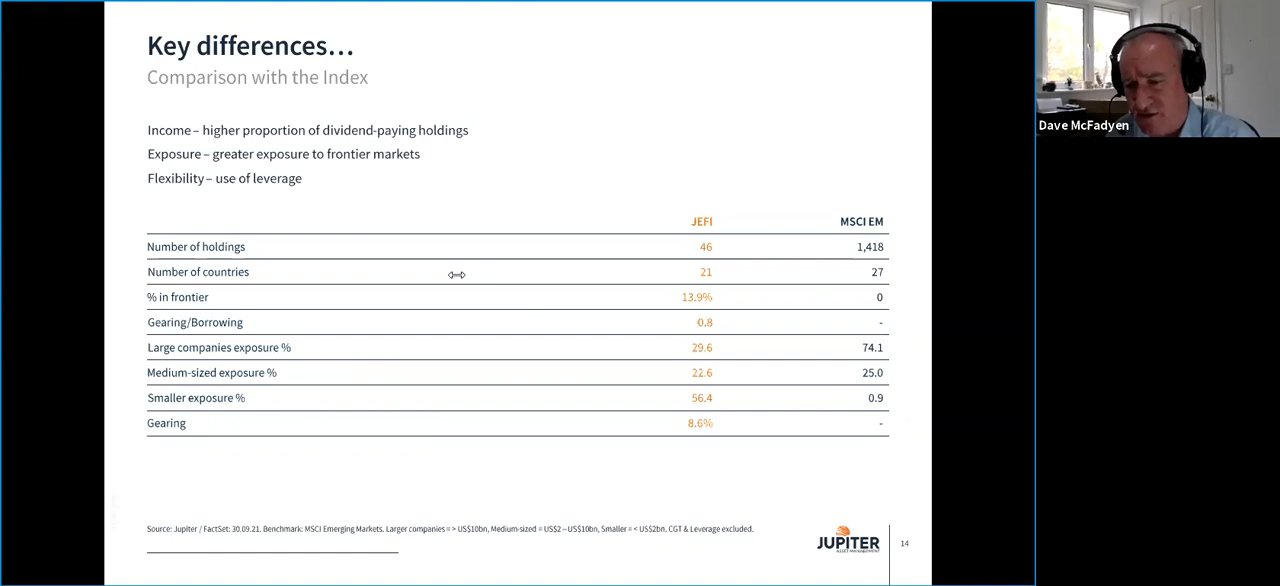 Key differences...
Comparison with the Index
Income – higher proportion of dividend-paying holdings
Exposure – greater exposure to frontier markets
Flexibility – use of leverage
JEFI MSCI EM
Number of holdings 46 1,418
Number of countries 21 27
% in frontier 13.9% 0
Gearing/Borrowing 0.8 -
Large companies exposure % 29.6 74.1
Medium-sized exposure % 22.6 25.0
Smaller exposure % 56.4 0.9
Gearing 8.6% -
Source: Jupiter / FactSet: 30.09.21. Benchmark: MSCI Emerging Markets. Larger companies = > US$10bn, Medium-sized = US$2—US$10bn, Smaller = < US$2bn. CGT & Leverage excluded.
JUPITER
ASSET MANAGEMENT
14
Dave McFadyen